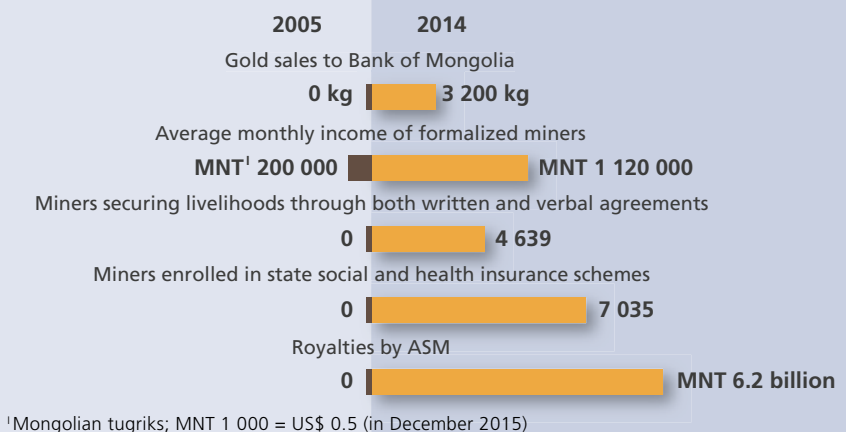 2005 2014
Gold sales to Bank of Mongolia
0 kg 3 200 kg
Average monthly income of formalized miners
MNT¹ 200 000 MNT 1 120 000
Miners securing livelihoods through both written and verbal agreements
0 4 639
Miners enrolled in state social and health insurance schemes
0 7 035
Royalties by ASM
0 MNT 6.2 billion
¹Mongolian tugriks; MNT 1 000 = US$ 0.5 (in December 2015)